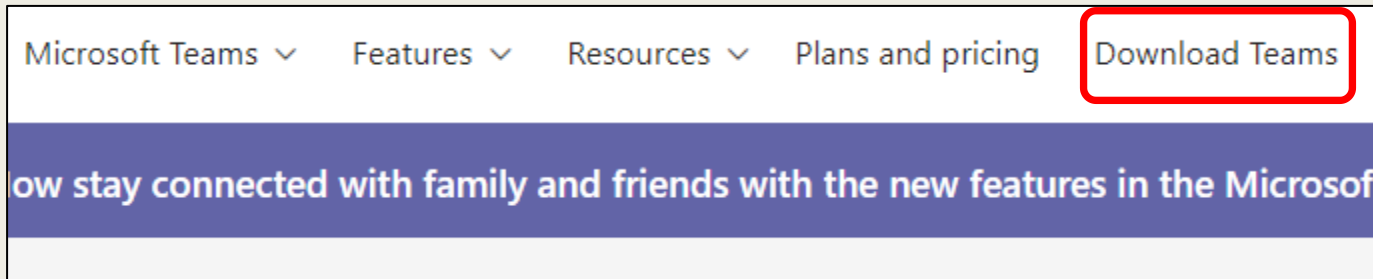 Microsoft Teams Features Resources Plans and pricing Download Teams
ow stay connected with family and friends with the new features in the Microsof